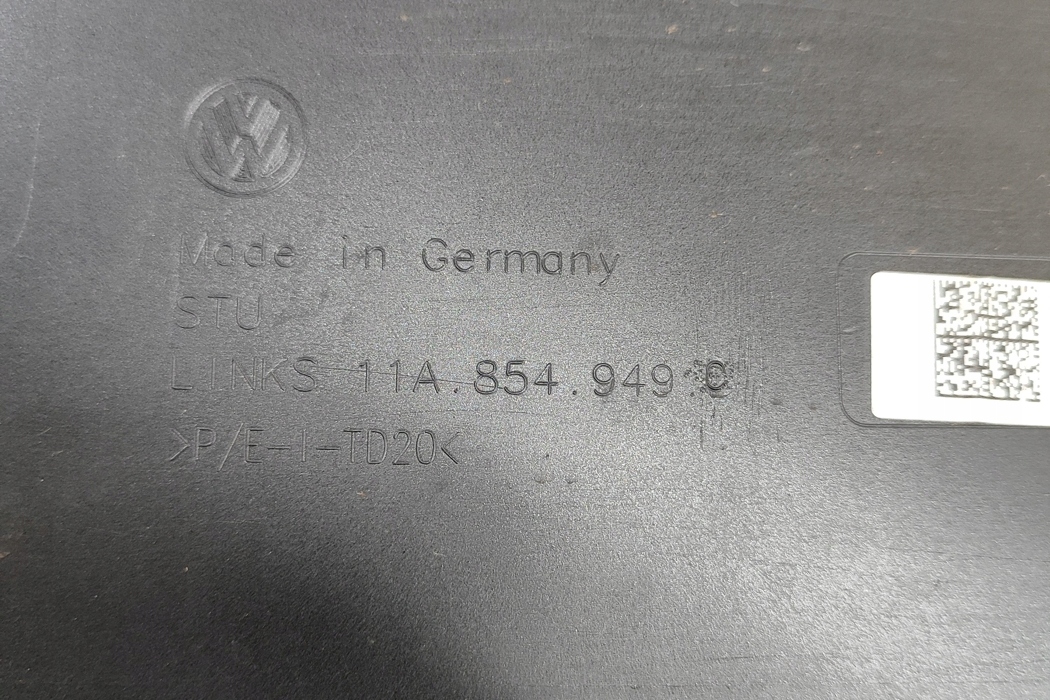 Made in Germany
STU
LINKS 11A.854.949.C
>P/E-I-TD20<